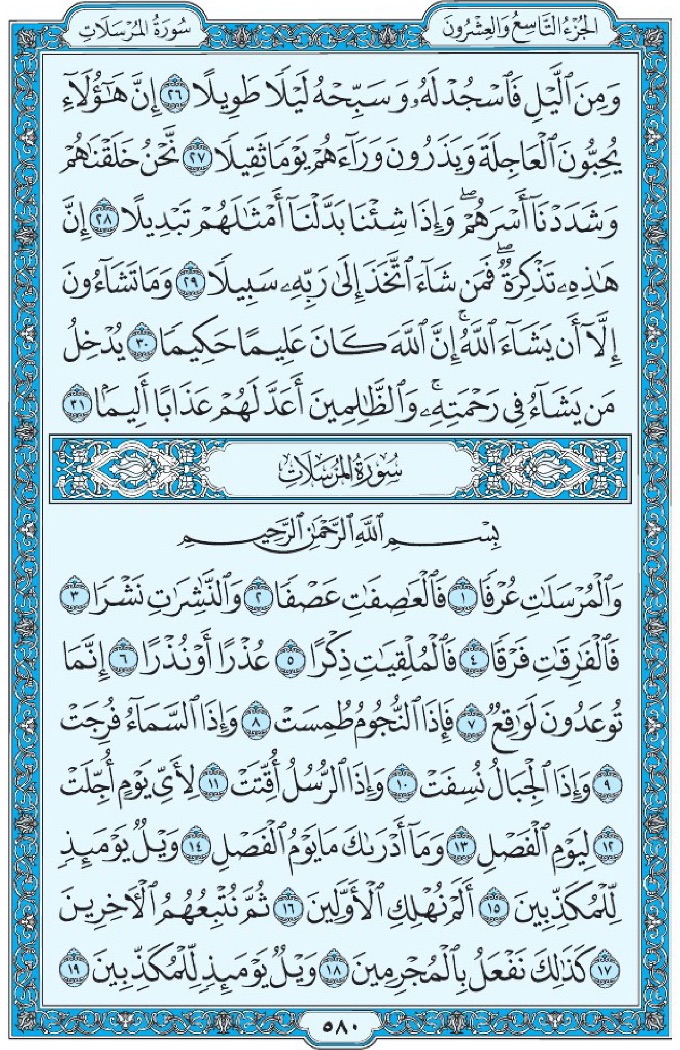 الجزء التاسع والعشرون
سورة المرسلات
وَمِنَ ٱلَّيۡلِ فَٱسۡجُدۡ لَهُۥ وَسَبِّحۡهُ لَيۡلٗا طَوِيلًا ٢٦ إِنَّ هَٰٓؤُلَآءِ
يُحِبُّونَ ٱلۡعَاجِلَةَ وَيَذَرُونَ وَرَآءَهُمۡ يَوۡمٗا ثَقِيلٗا ٢٧ نَّحۡنُ خَلَقۡنَٰهُمۡ
وَشَدَدۡنَآ أَسۡرَهُمۡۖ وَإِذَا شِئۡنَا بَدَّلۡنَآ أَمۡثَٰلَهُمۡ تَبۡدِيلًا ٢٨ إِنَّ
هَٰذِهِۦ تَذۡكِرَةٞۖ فَمَن شَآءَ ٱتَّخَذَ إِلَىٰ رَبِّهِۦ سَبِيلٗا ٢٩ وَمَا تَشَآءُونَ
إِلَّآ أَن يَشَآءَ ٱللَّهُۚ إِنَّ ٱللَّهَ كَانَ عَلِيمًا حَكِيمٗا ٣٠ يُدۡخِلُ
مَن يَشَآءُ فِي رَحۡمَتِهِۦۚ وَٱلظَّٰلِمِينَ أَعَدَّ لَهُمۡ عَذَابًا أَلِيمَۢا ٣١
سورة المرسلات
بِسۡمِ ٱللَّهِ ٱلرَّحۡمَٰنِ ٱلرَّحِيمِ
وَٱلۡمُرۡسَلَٰتِ عُرۡفٗا ١ فَٱلۡعَٰصِفَٰتِ عَصۡفٗا ٢ وَٱلنَّٰشِرَٰتِ نَشۡرٗا ٣
فَٱلۡفَٰرِقَٰتِ فَرۡقٗا ٤ فَٱلۡمُلۡقِيَٰتِ ذِكۡرًا ٥ عُذۡرًا أَوۡ نُذۡرًا ٦ إِنَّمَا
تُوعَدُونَ لَوَٰقِعٞ ٧ فَإِذَا ٱلنُّجُومُ طُمِسَتۡ ٨ وَإِذَا ٱلسَّمَآءُ فُرِجَتۡ
٩ وَإِذَا ٱلۡجِبَالُ نُسِفَتۡ ١٠ وَإِذَا ٱلرُّسُلُ أُقِّتَتۡ ١١ لِأَيِّ يَوۡمٍ أُجِّلَتۡ
١٢ لِيَوۡمِ ٱلۡفَصۡلِ ١٣ وَمَآ أَدۡرَىٰكَ مَا يَوۡمُ ٱلۡفَصۡلِ ١٤ وَيۡلٞ يَوۡمَئِذٖ
لِّلۡمُكَذِّبِينَ ١٥ أَلَمۡ نُهۡلِكِ ٱلۡأَوَّلِينَ ١٦ ثُمَّ نُتۡبِعُهُمُ ٱلۡأٓخِرِينَ
١٧ كَذَٰلِكَ نَفۡعَلُ بِٱلۡمُجۡرِمِينَ ١٨ وَيۡلٞ يَوۡمَئِذٖ لِّلۡمُكَذِّبِينَ ١٩
٥٨٠